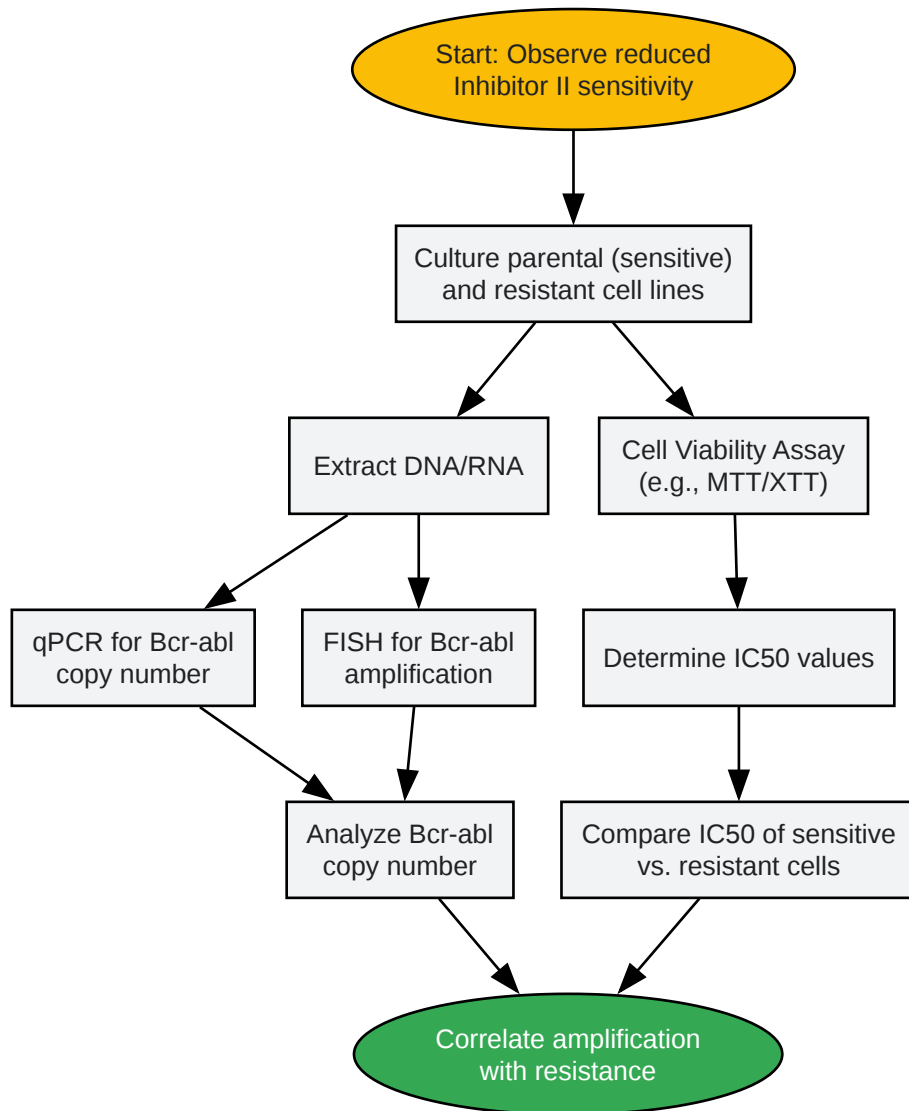 Start: Observe reduced
Inhibitor II sensitivity
Culture parental (sensitive)
and resistant cell lines
Extract DNA/RNA
Cell Viability Assay
(e.g., MTT/XTT)
qPCR for Bcr-abl
copy number
FISH for Bcr-abl
amplification
Determine IC50 values
Analyze Bcr-abl
copy number
Compare IC50 of sensitive
vs. resistant cells
Correlate amplification
with resistance